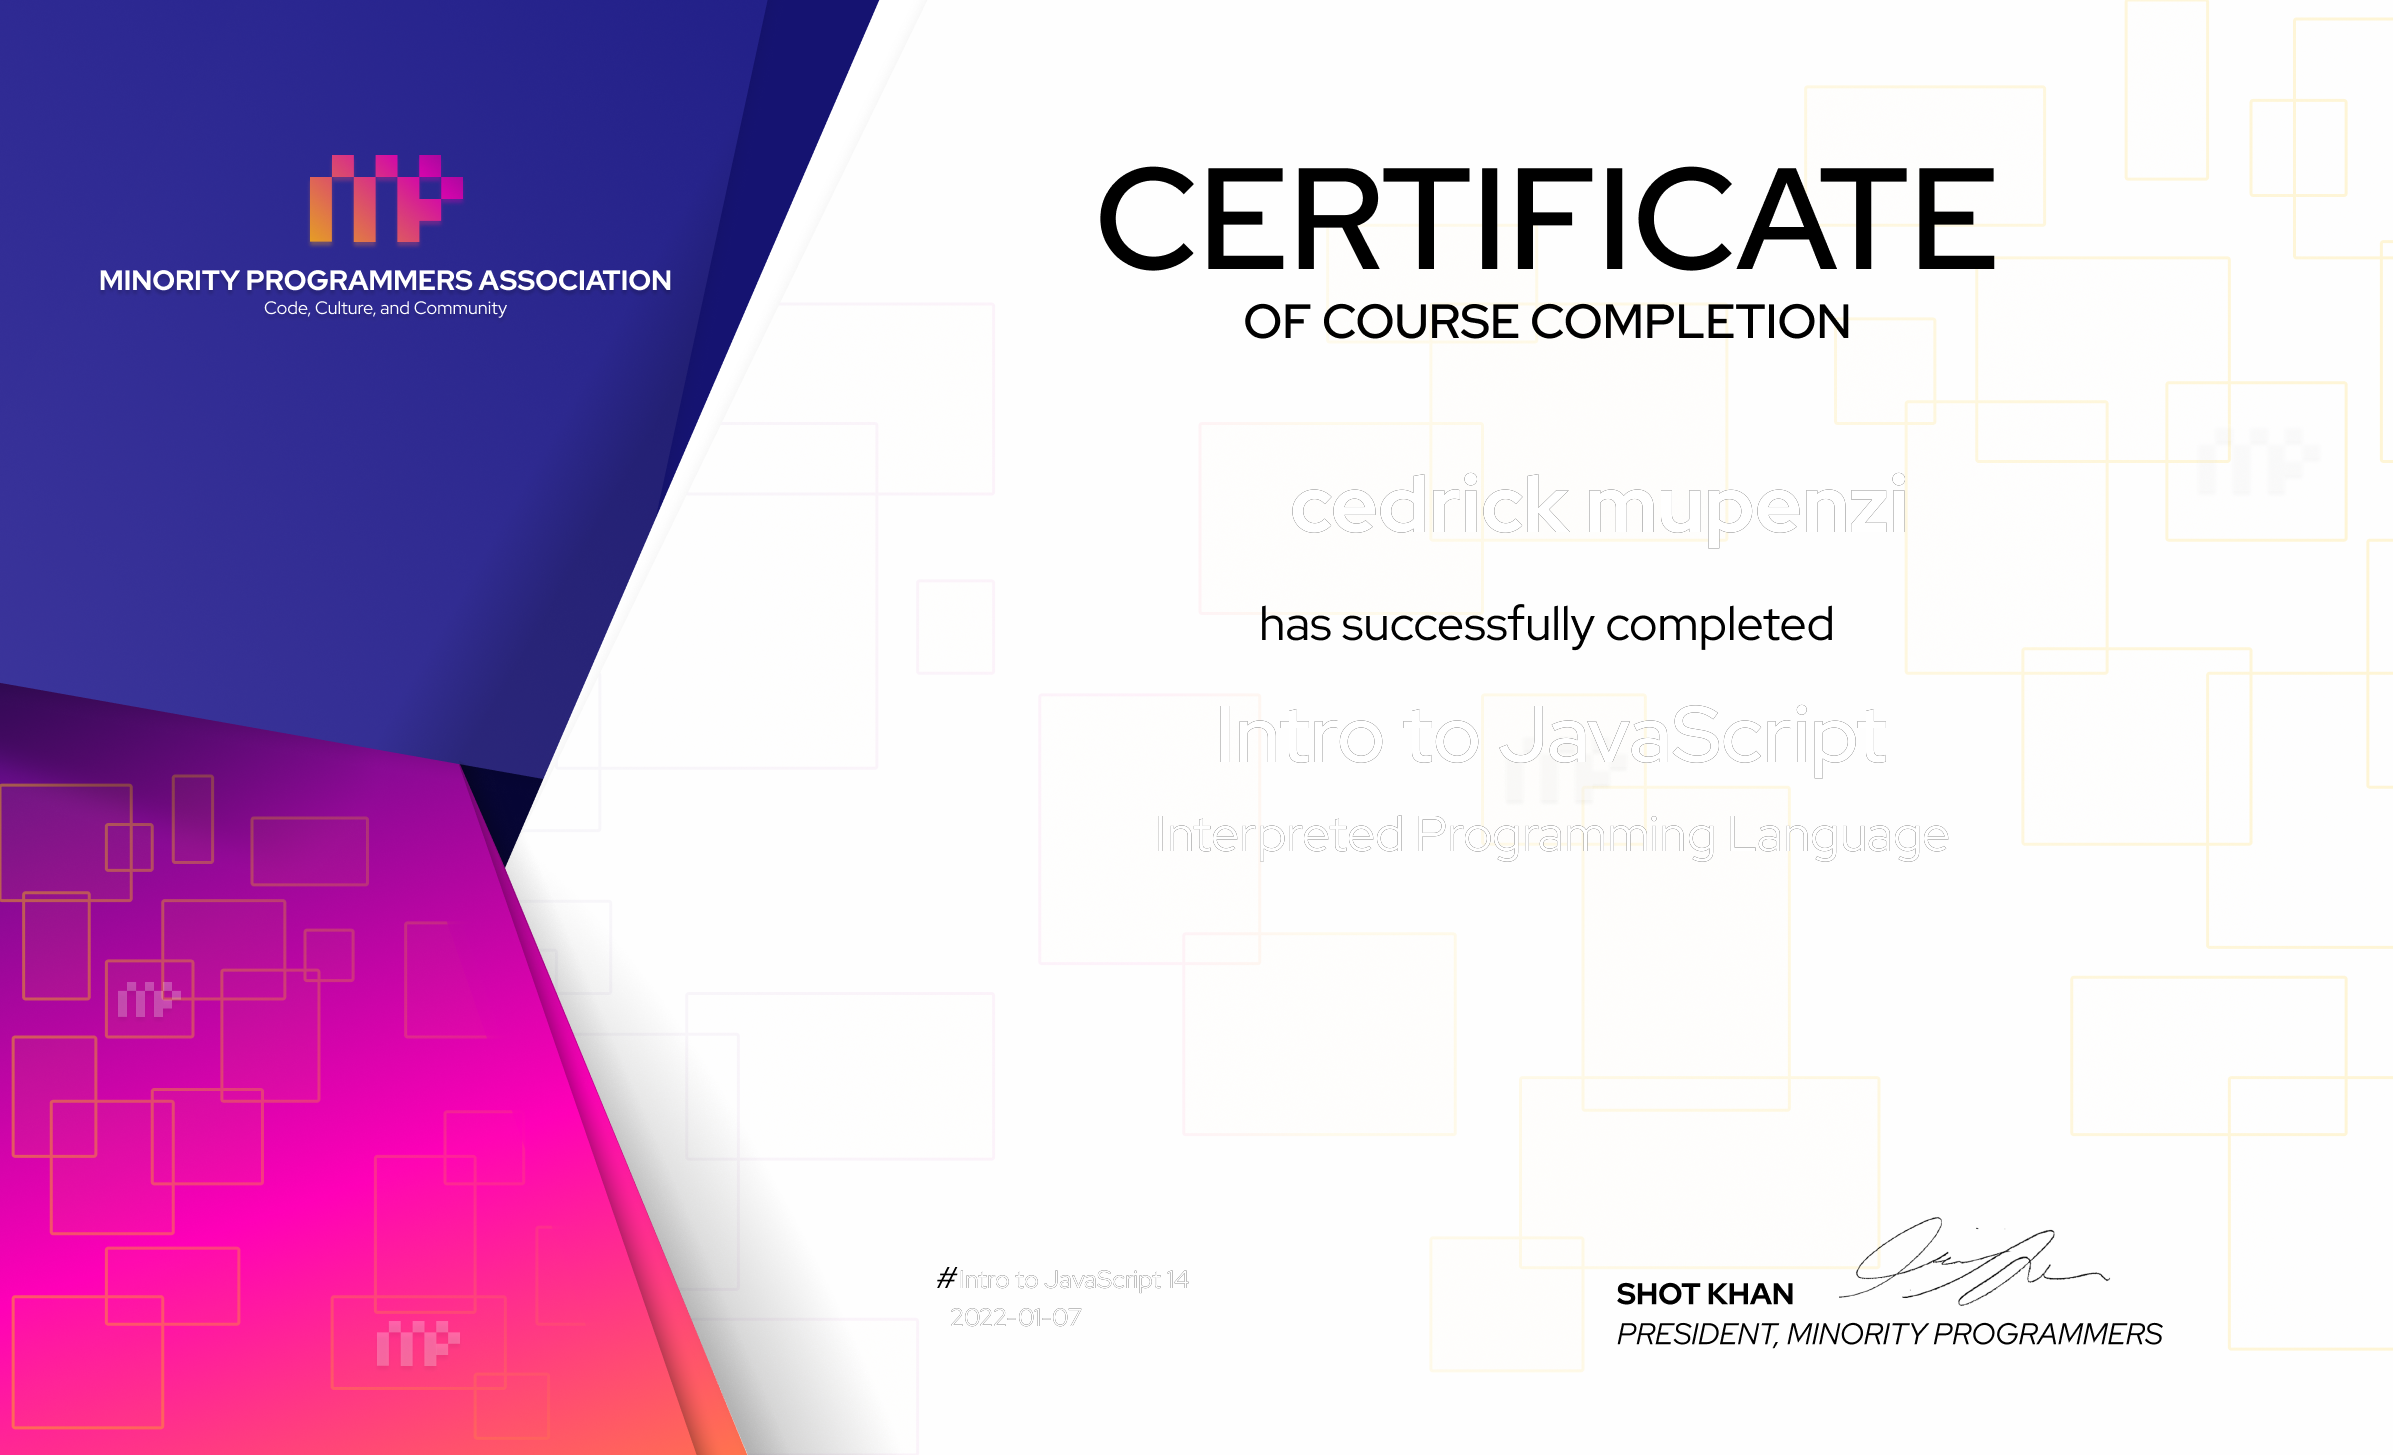 MINORITY PROGRAMMERS ASSOCIATION
Code, Culture, and Community
CERTIFICATE
OF COURSE COMPLETION
cedrick mupenzi
has successfully completed
Intro to JavaScript
Interpreted Programming Language
#Intro to JavaScript 14
2022-01-07
SHOT KHAN
PRESIDENT, MINORITY PROGRAMMERS